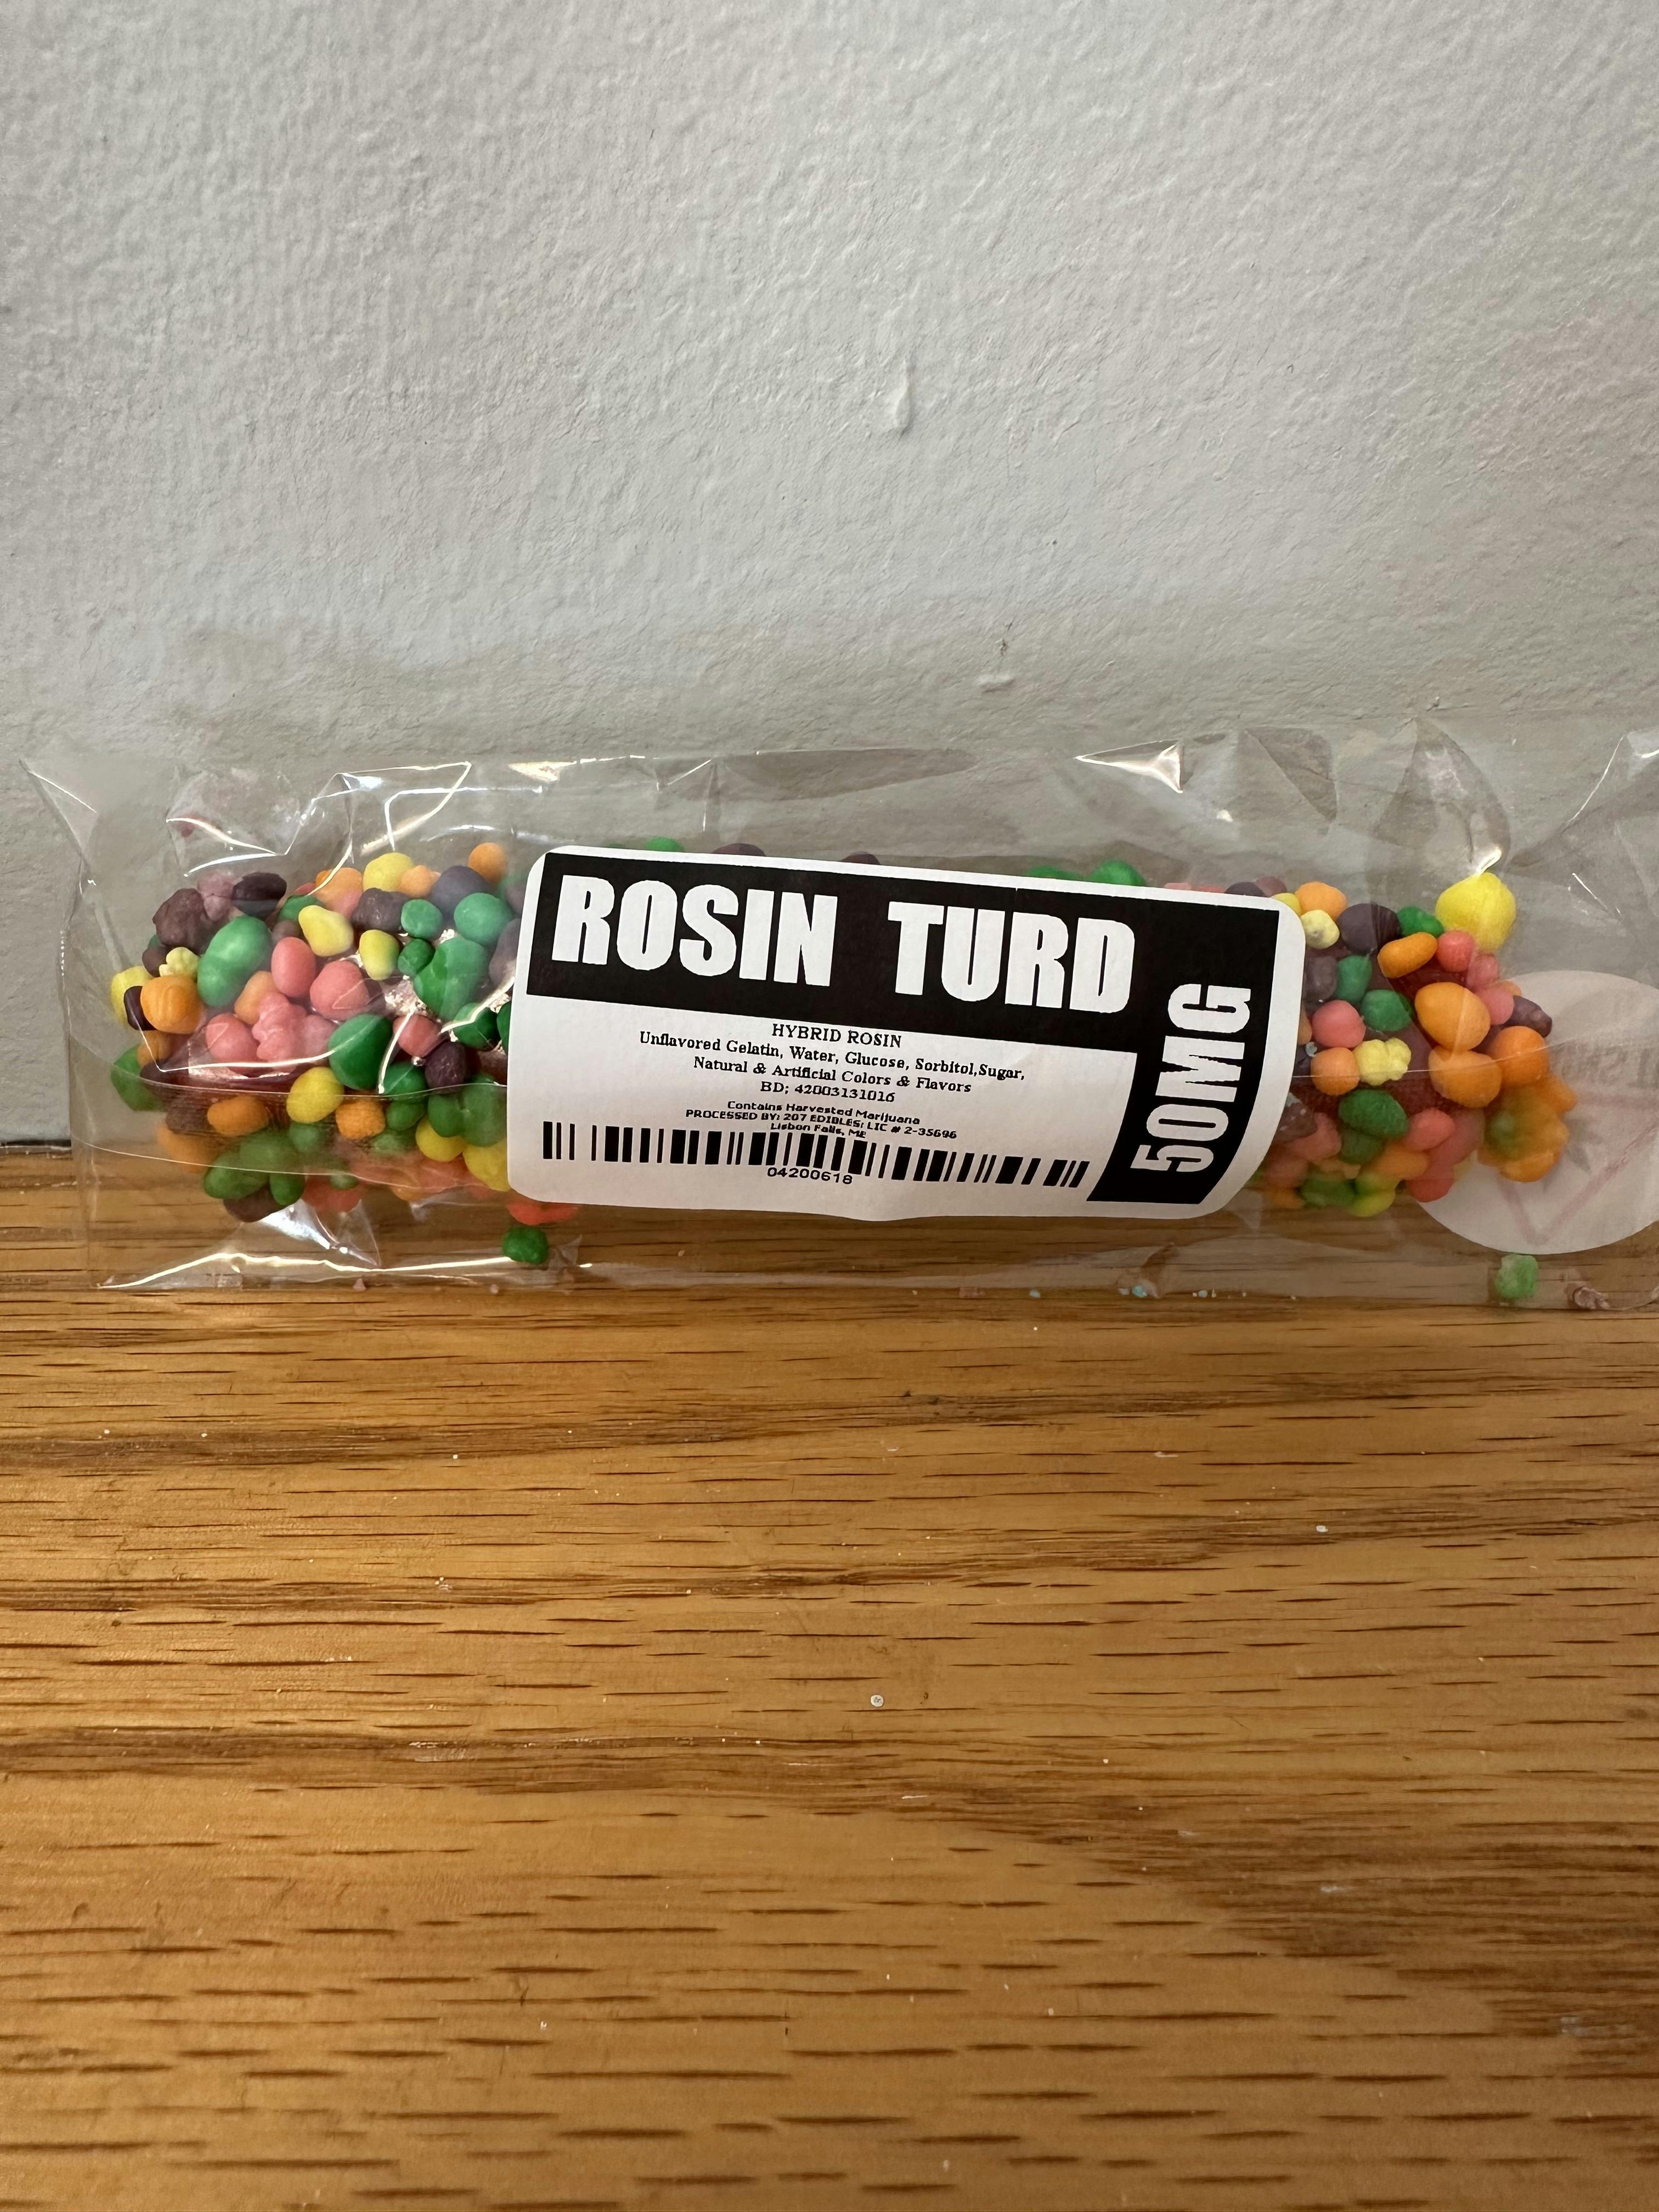 ROSIN TURD
50MG
HYBRID ROSIN
Unflavored Gelatin, Water, Glucose, Sorbitol,Sugar,
Natural & Artificial Colors & Flavors
BD: 42003131016
Contains Harvested Marijuana
PROCESSED BY: 207 EDIBLES: LIC # 2-35696
Lisbon Falls, ME
04200618